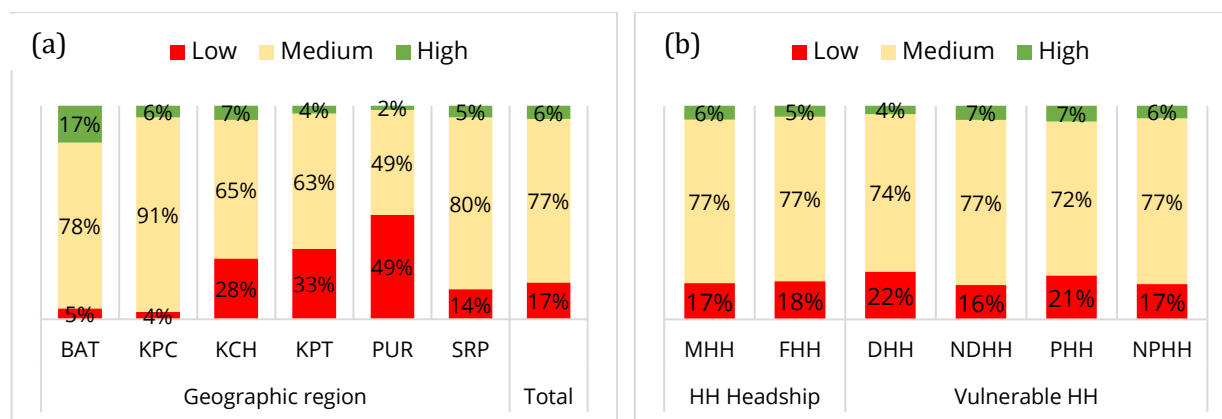 (a)
Low Medium High
17% 6% 7% 4% 2% 5% 6%
78% 91% 65% 63% 49% 80% 77%
5% 4% 28% 33% 49% 14% 17%
BAT KPC KCH KPT PUR SRP
Geographic region Total
(b)
Low Medium High
6% 5% 4% 7% 7% 6%
77% 77% 74% 77% 72% 77%
17% 18% 22% 16% 21% 17%
MHH FHH DHH NDHH PHH NPHH
HH Headship Vulnerable HH